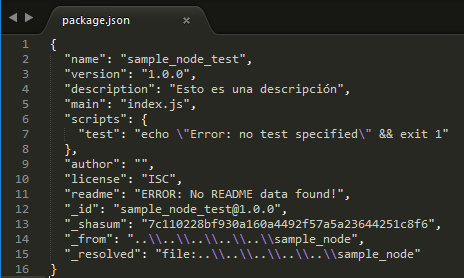 package.json
1 {
2 "name": "sample_node_test",
3 "version": "1.0.0",
4 "description": "Esto es una descripción",
5 "main": "index.js",
6 "scripts": {
7 "test": "echo \"Error: no test specified\" && exit 1"
8 },
9 "author": "",
10 "license": "ISC",
11 "readme": "ERROR: No README data found!",
12 "_id": "sample_node_test@1.0.0",
13 "_shasum": "7c110228bf930a160a4492f57a5a23644251c8f6",
14 "_from": "..\\..\\..\\..\\..\\sample_node",
15 "_resolved": "file:..\\..\\..\\..\\..\\sample_node"
16 }